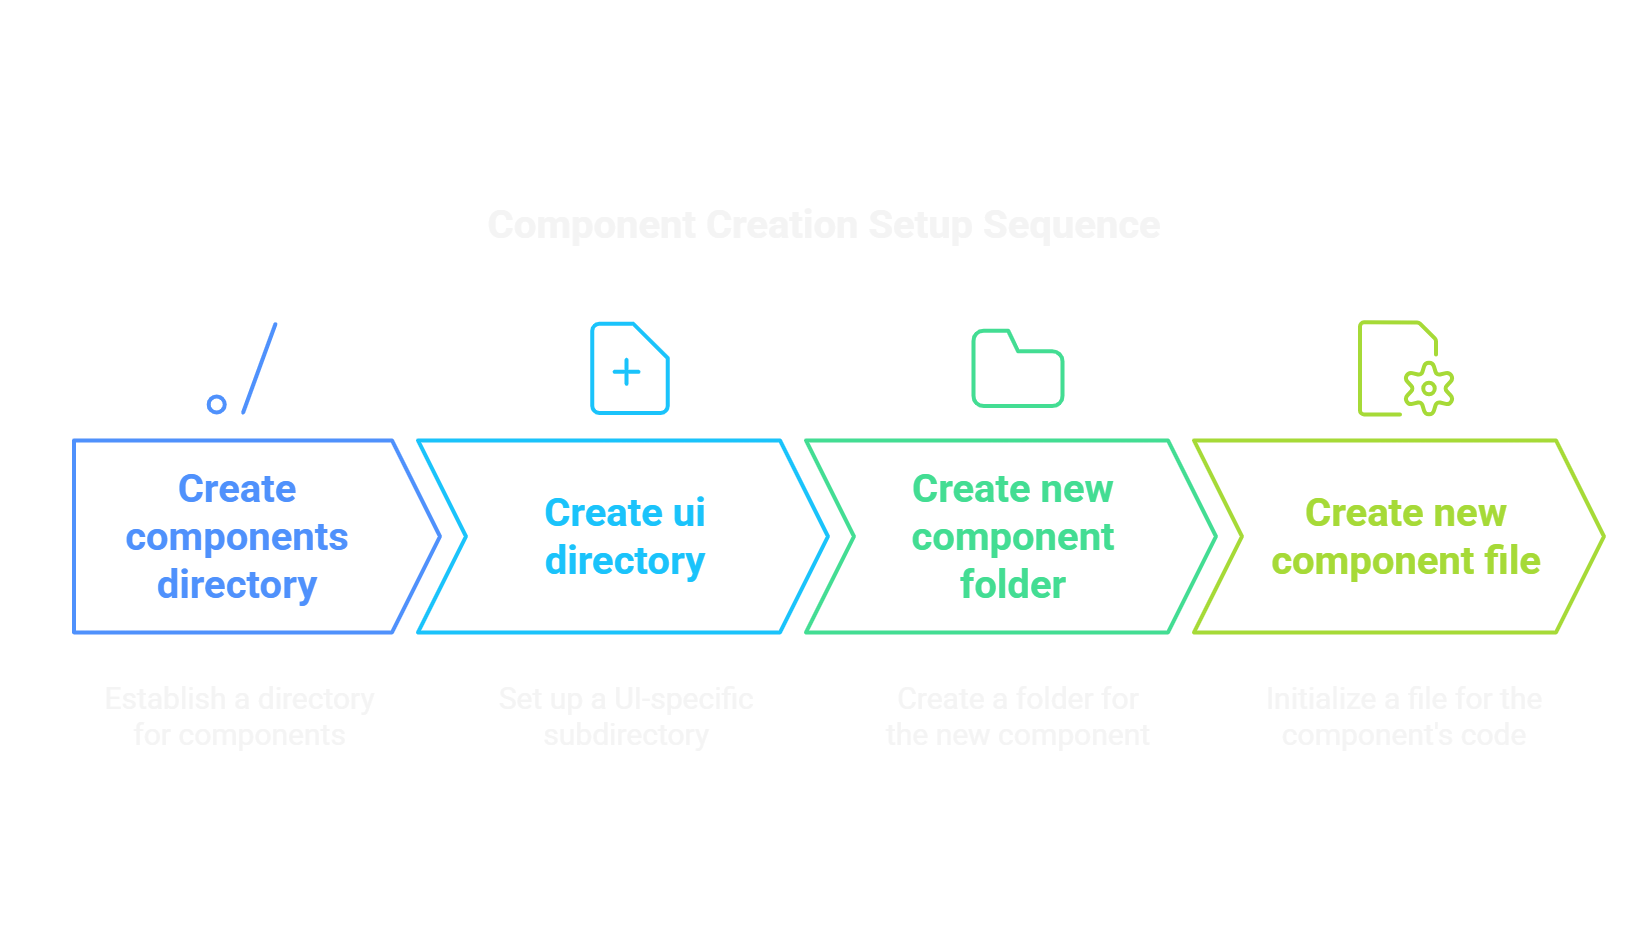 Component Creation Setup Sequence
Create
components
directory
Create ui
directory
Create new
component
folder
Create new
component file
Establish a directory
for components
Set up a UI-specific
subdirectory
Create a folder for
the new component
Initialize a file for the
component's code